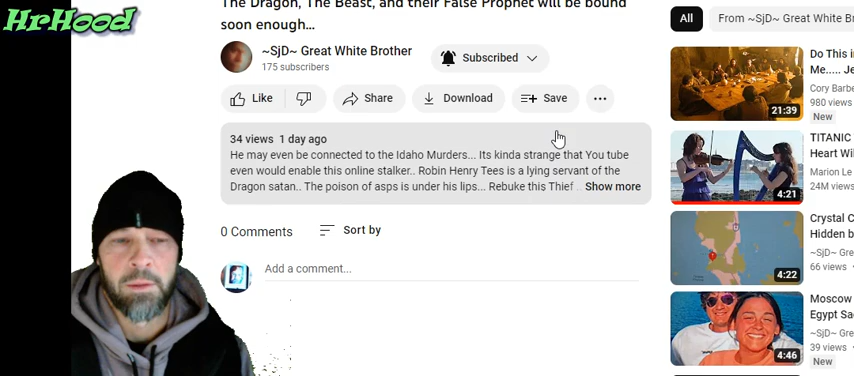 HrHood
The Dragon, The Beast, and their False Prophet will be bound
soon enough...
~SjD~ Great White Brother
175 subscribers
Subscribed
Like
Share
Download
Save
34 views 1 day ago
He may even be connected to the Idaho Murders... Its kinda strange that You tube
even would enable this online stalker.. Robin Henry Tees is a lying servant of the
Dragon satan.. The poison of asps is under his lips... Rebuke this Thief .. Show more
0 Comments
Sort by
Add a comment...
All
From ~SjD~ Great White Br
21:39
Do This i
Me..... Je
Cory Barbe
980 views
New
4:21
TITANIC
Heart Wil
Marion Le
24M views
4:22
Crystal C
Hidden b
~SjD~ Gre
66 views
4:46
Moscow
Egypt Sa
~SjD~ Gre
39 views
New